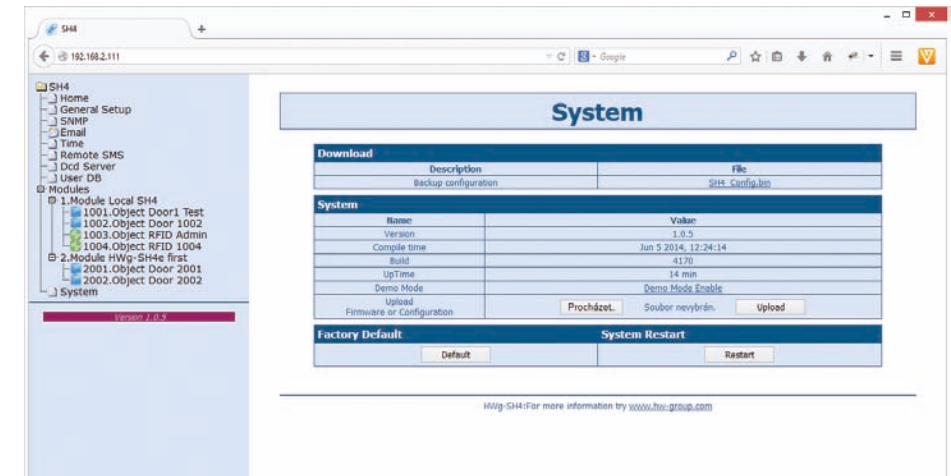 SH4
192.168.2.111
Google
SH4
Home
General Setup
SNMP
Email
Time
Remote SMS
Dcd Server
User DB
Modules
1.Module Local SH4
1001.Object Door1 Test
1002.Object Door 1002
1003.Object RFID Admin
1004.Object RFID 1004
2.Module HWg-SH4e first
2001.Object Door 2001
2002.Object Door 2002
System
Version 1.0.5
System
Download
Description File
Backup configuration SH4_Config.bin
System
Name Value
Version 1.0.5
Compile time Jun 5 2014, 12:24:14
Build 4170
UpTime 14 min
Demo Mode Demo Mode Enable
Upload
Firmware or Configuration Procházet.. Soubor nevybrán. Upload
Factory Default System Restart
Default Restart
HWg-SH4:For more information try www.hw-group.com